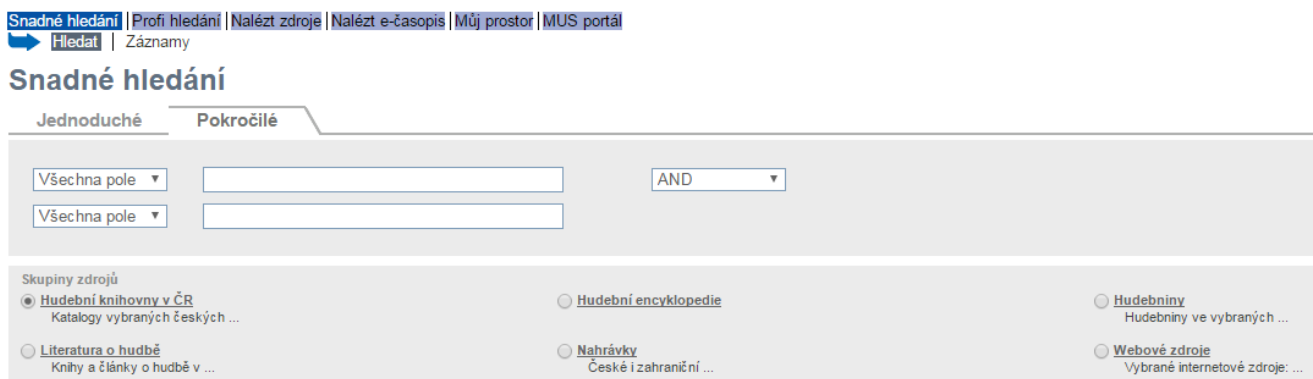 Snadné hledání | Profi hledání | Nalézt zdroje | Nalézt e-časopis | Můj prostor | MUS portál
Hledat | Záznamy
Snadné hledání
Jednoduché Pokročilé
Všechna pole AND
Všechna pole
Skupiny zdrojů
Hudební knihovny v ČR Hudební encyklopedie Hudebniny
Katalogy vybraných českých ... Hudebniny ve vybraných ...
Literatura o hudbě Nahrávky Webové zdroje
Knihy a články o hudbě v ... České i zahraniční ... Vybrané internetové zdroje: ...